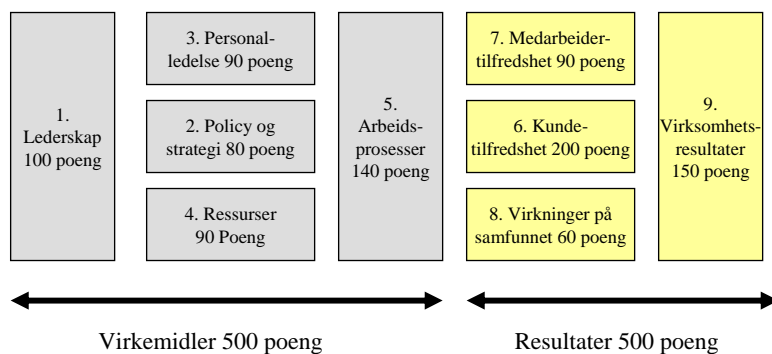 1.
Lederskap
100 poeng
3. Personal-
ledelse 90 poeng
2. Policy og
strategi 80 poeng
4. Ressurser
90 Poeng
5.
Arbeids-
prosesser
140 poeng
7. Medarbeider-
tilfredshet 90 poeng
6. Kunde-
tilfredshet 200 poeng
8. Virkninger på
samfunnet 60 poeng
9.
Virksomhets-
resultater
150 poeng
Virkemidler 500 poeng
Resultater 500 poeng